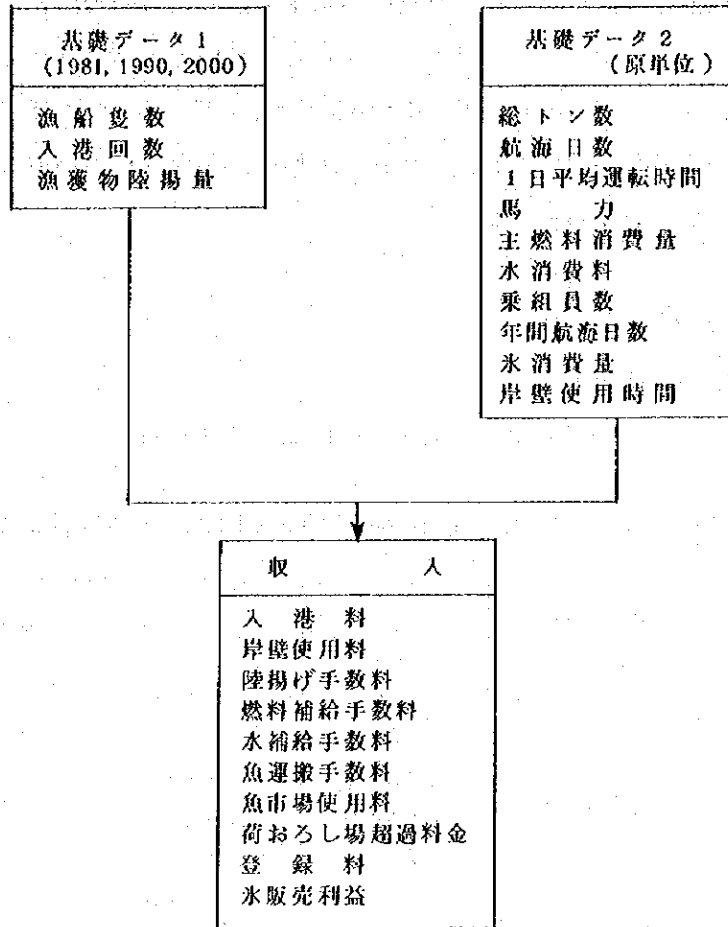 基礎データ1
(1981, 1990, 2000)
漁船隻数
入港回数
漁獲物陸揚量
基礎データ2
(原単位)
総トン数
航海日数
1日平均運転時間
馬力
主燃料消費量
水消費料
乗組員数
年間航海日数
氷消費量
岸壁使用時間
収入
入港料
岸壁使用料
陸揚げ手数料
燃料補給手数料
水補給手数料
魚運搬手数料
魚市場使用料
荷おろし場超過料金
登録料
氷販売利益